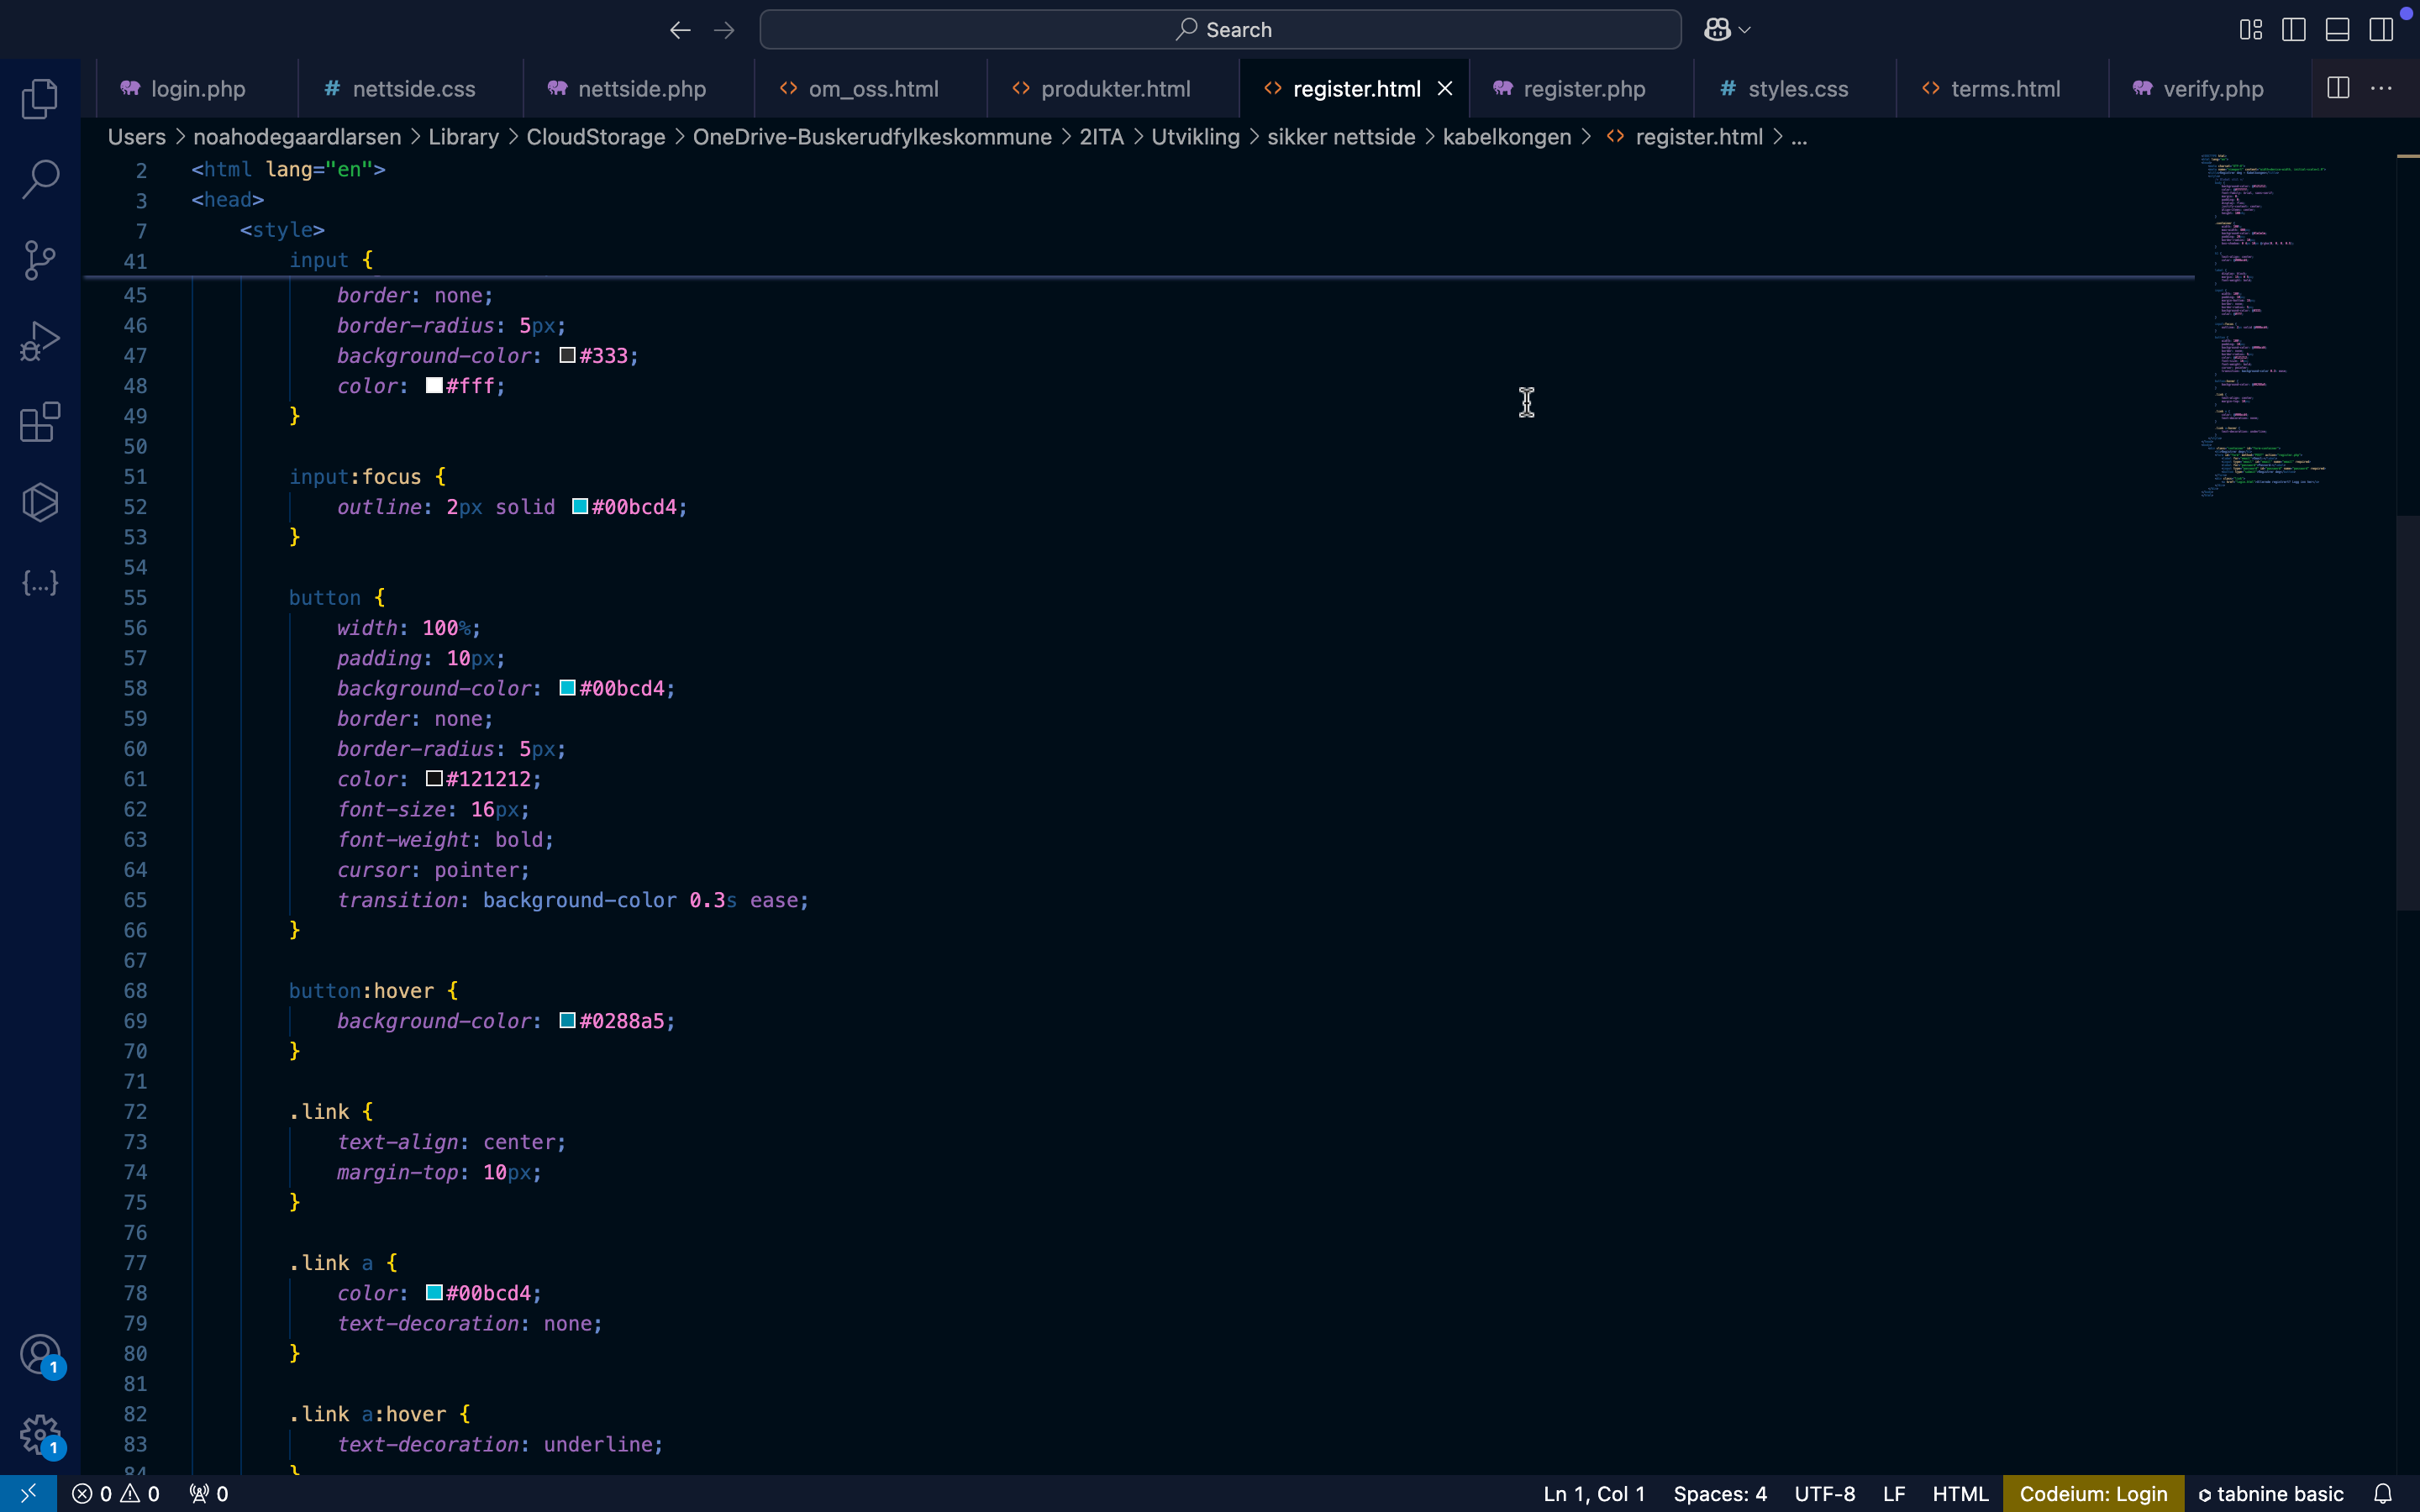 Search
login.php
nettside.css
nettside.php
om_oss.html
produkter.html
register.html
register.php
styles.css
terms.html
verify.php
Users > noahodegaardlarsen > Library > CloudStorage > OneDrive-Buskerudfylkeskommune > 2ITA > Utvikling > sikker nettside > kabelkongen > register.html > ...
2 <html lang="en">
3 <head>
7 <style>
41 input {
45 border: none;
46 border-radius: 5px;
47 background-color: #333;
48 color: #fff;
49 }
50
51 input:focus {
52 outline: 2px solid #00bcd4;
53 }
54
55 button {
56 width: 100%;
57 padding: 10px;
58 background-color: #00bcd4;
59 border: none;
60 border-radius: 5px;
61 color: #121212;
62 font-size: 16px;
63 font-weight: bold;
64 cursor: pointer;
65 transition: background-color 0.3s ease;
66 }
67
68 button:hover {
69 background-color: #0288a5;
70 }
71
72 .link {
73 text-align: center;
74 margin-top: 10px;
75 }
76
77 .link a {
78 color: #00bcd4;
79 text-decoration: none;
80 }
81
82 .link a:hover {
83 text-decoration: underline;
84 }
1
1
0 0 0
Ln 1, Col 1 Spaces: 4 UTF-8 LF HTML Codeium: Login tabnine basic